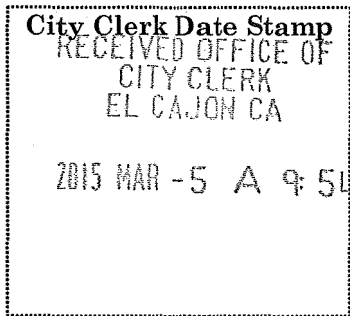 City Clerk Date Stamp
RECEIVED OFFICE OF
CITY CLERK
EL CAJON CA
2015 MAR -5 A 9:54